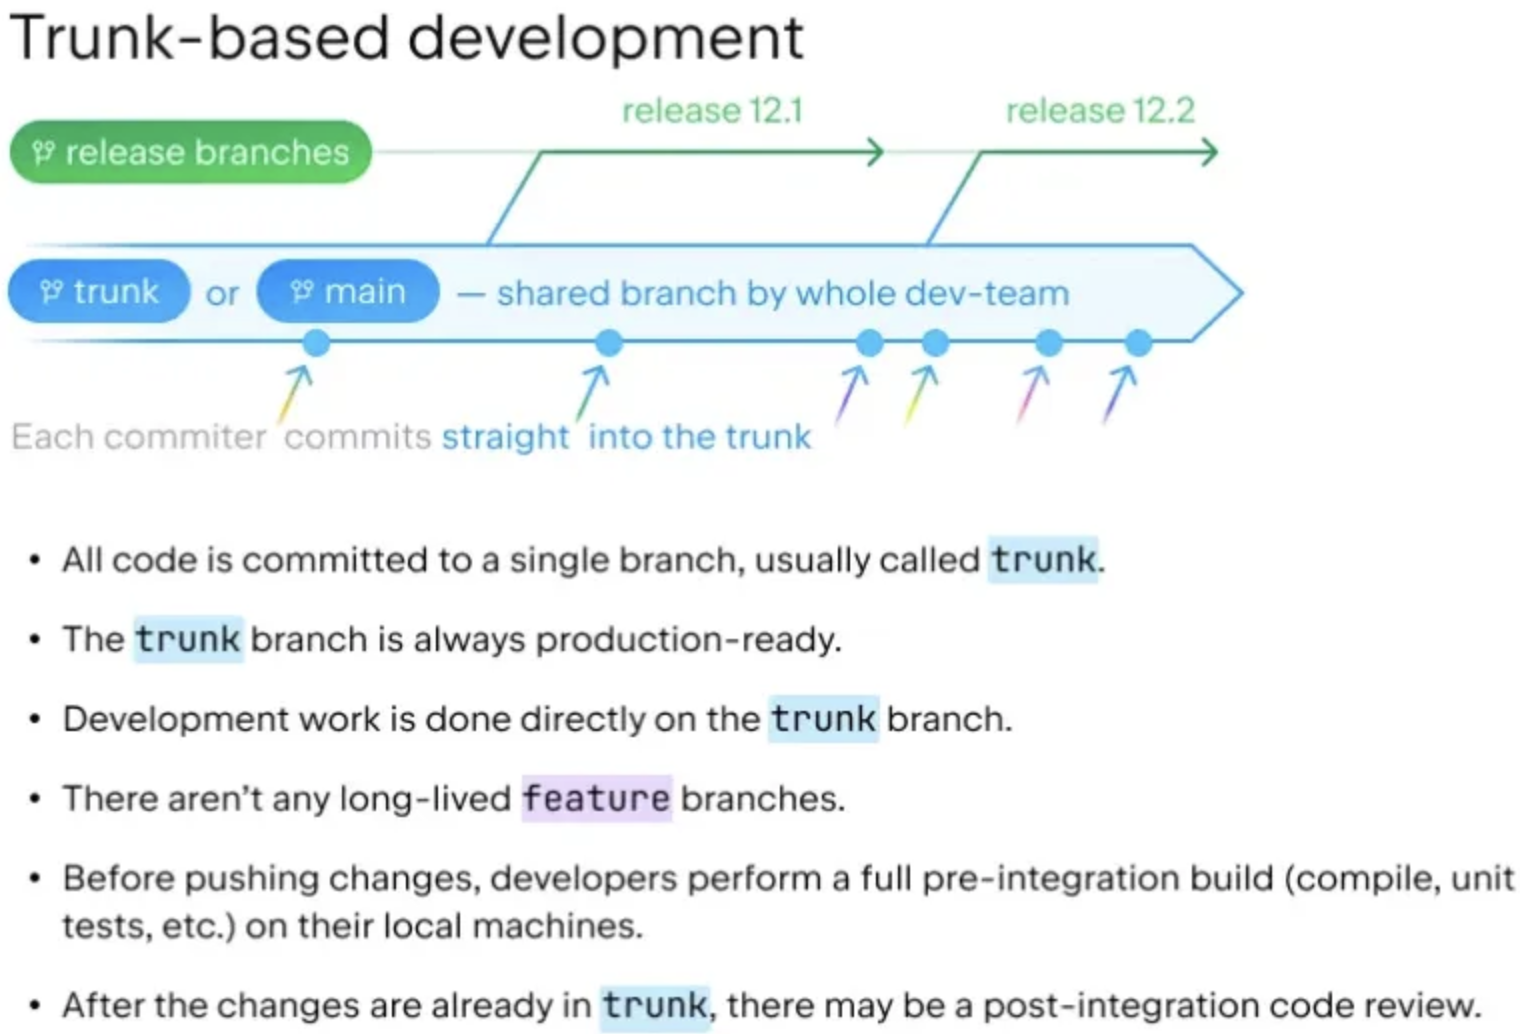 Trunk-based development
release 12.1
release 12.2
release branches
trunk or main — shared branch by whole dev-team
Each commiter commits straight into the trunk
• All code is committed to a single branch, usually called trunk.
• The trunk branch is always production-ready.
• Development work is done directly on the trunk branch.
• There aren't any long-lived feature branches.
• Before pushing changes, developers perform a full pre-integration build (compile, unit
tests, etc.) on their local machines.
• After the changes are already in trunk, there may be a post-integration code review.